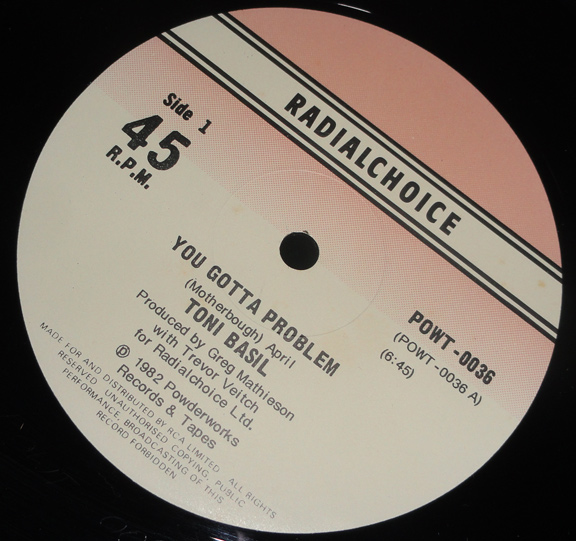 RADIALCHOICE
Side 1
45
R.P.M.
YOU GOTTA PROBLEM
(Motherbough) April
TONI BASIL
Produced by Greg Mathieson
with Trevor Veitch
for Radialchoice Ltd.
℗ 1982 Powderworks
Records & Tapes
POWT-0036
(POWT-0036 A)
(6:45)
MADE FOR AND DISTRIBUTED BY RCA LIMITED ALL RIGHTS
RESERVED UNAUTHORISED COPYING, PUBLIC
PERFORMANCE, BROADCASTING OF THIS
RECORD FORBIDDEN